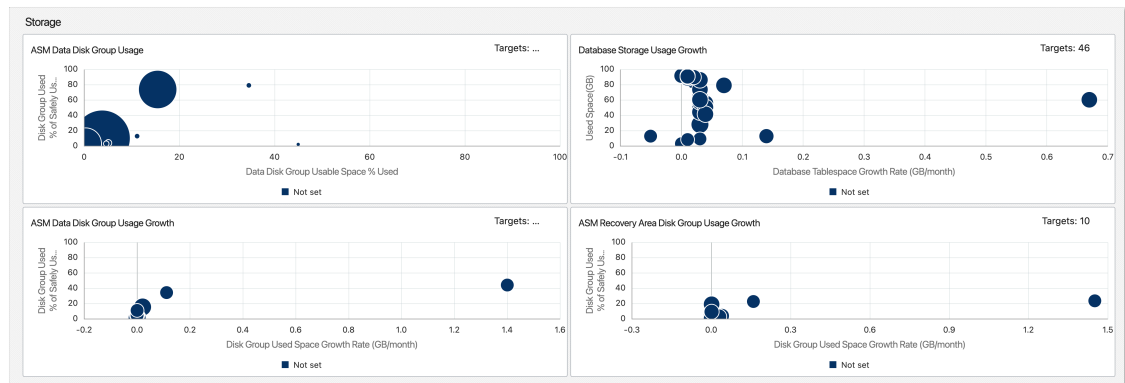 Storage
ASM Data Disk Group Usage
Targets: ...
Disk Group Used
% of Safely Us...
100
80
60
40
20
0
0
20
40
60
80
100
Data Disk Group Usable Space % Used
Not set
Database Storage Usage Growth
Targets: 46
Used Space(GB)
100
80
60
40
20
0
-0.1
0.0
0.1
0.2
0.3
0.4
0.5
0.6
0.7
Database Tablespace Growth Rate (GB/month)
Not set
ASM Data Disk Group Usage Growth
Targets: ...
Disk Group Used
% of Safely Us...
100
80
60
40
20
0
-0.2
0.0
0.2
0.4
0.6
0.8
1.0
1.2
1.4
1.6
Disk Group Used Space Growth Rate (GB/month)
Not set
ASM Recovery Area Disk Group Usage Growth
Targets: 10
Disk Group Used
% of Safely Us...
100
80
60
40
20
0
-0.3
0.0
0.3
0.6
0.9
1.2
1.5
Disk Group Used Space Growth Rate (GB/month)
Not set